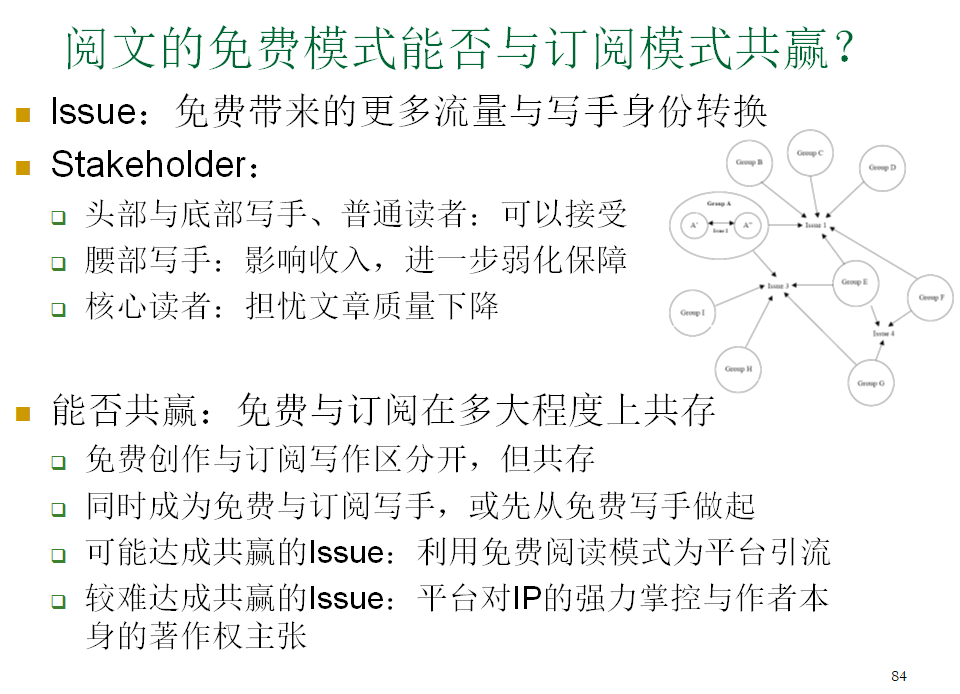 阅文的免费模式能否与订阅模式共赢？
Issue：免费带来的更多流量与写手身份转换
Stakeholder：
头部与底部写手、普通读者：可以接受
腰部写手：影响收入，进一步弱化保障
核心读者：担忧文章质量下降
Group B
Group C
Group D
Group A
A'
A"
Issue 2
Issue 1
Issue 3
Group E
Group F
Group I
Issue 4
Group H
Group G
能否共赢：免费与订阅在多大程度上共存
免费创作与订阅写作区分开，但共存
同时成为免费与订阅写手，或先从免费写手做起
可能达成共赢的Issue：利用免费阅读模式为平台引流
较难达成共赢的Issue：平台对IP的强力掌控与作者本
身的著作权主张
84